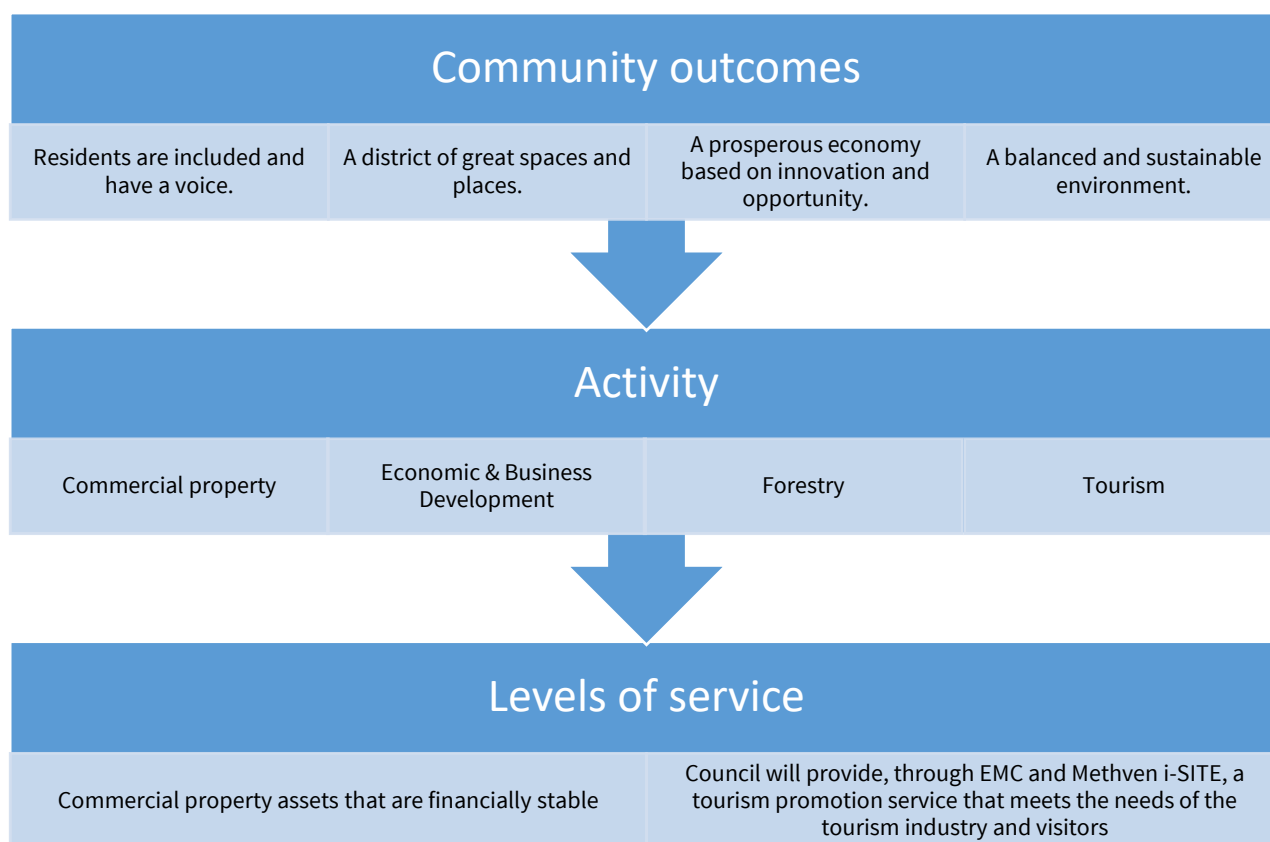 Community outcomes
Residents are included and
have a voice.
A district of great spaces and
places.
A prosperous economy
based on innovation and
opportunity.
A balanced and sustainable
environment.
Activity
Commercial property
Economic & Business
Development
Forestry
Tourism
Levels of service
Commercial property assets that are financially stable
Council will provide, through EMC and Methven i-SITE, a
tourism promotion service that meets the needs of the
tourism industry and visitors